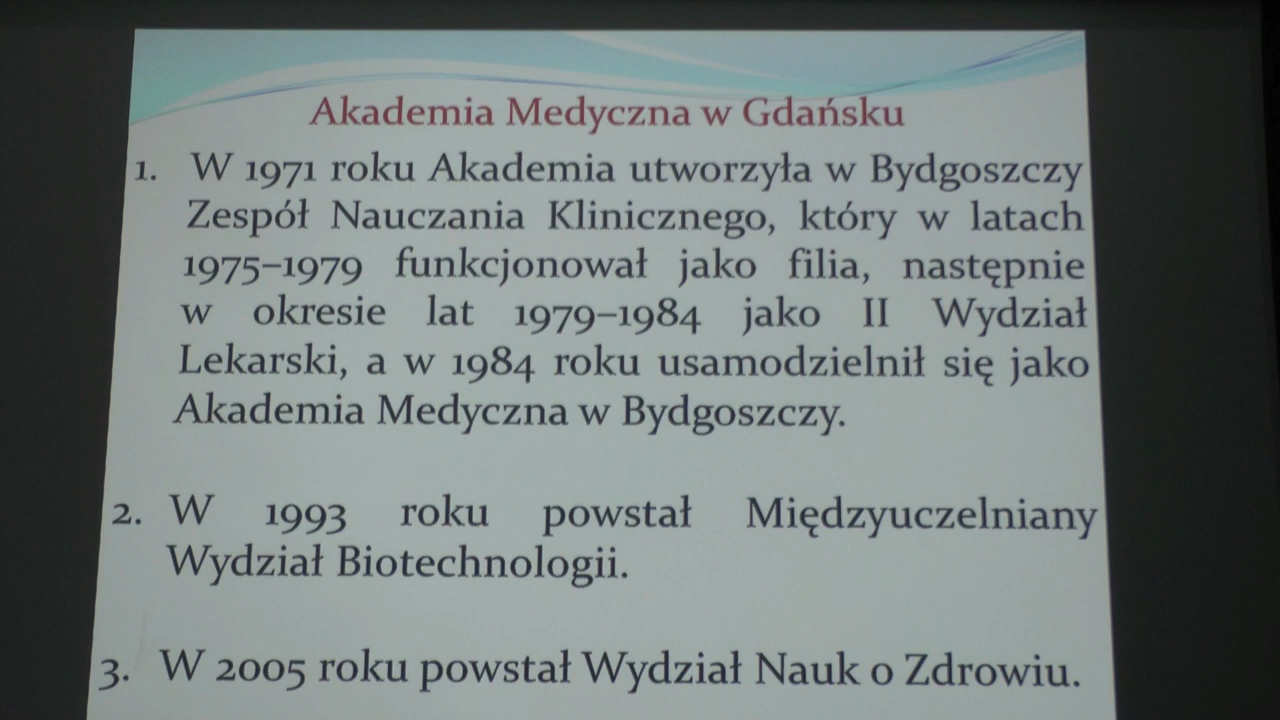 Akademia Medyczna w Gdańsku
1. W 1971 roku Akademia utworzyła w Bydgoszczy
Zespół Nauczania Klinicznego, który w latach
1975–1979 funkcjonował jako filia, następnie
w okresie lat 1979–1984 jako II Wydział
Lekarski, a w 1984 roku usamodzielnił się jako
Akademia Medyczna w Bydgoszczy.
2. W 1993 roku powstał Międzyuczelniany
Wydział Biotechnologii.
3. W 2005 roku powstał Wydział Nauk o Zdrowiu.